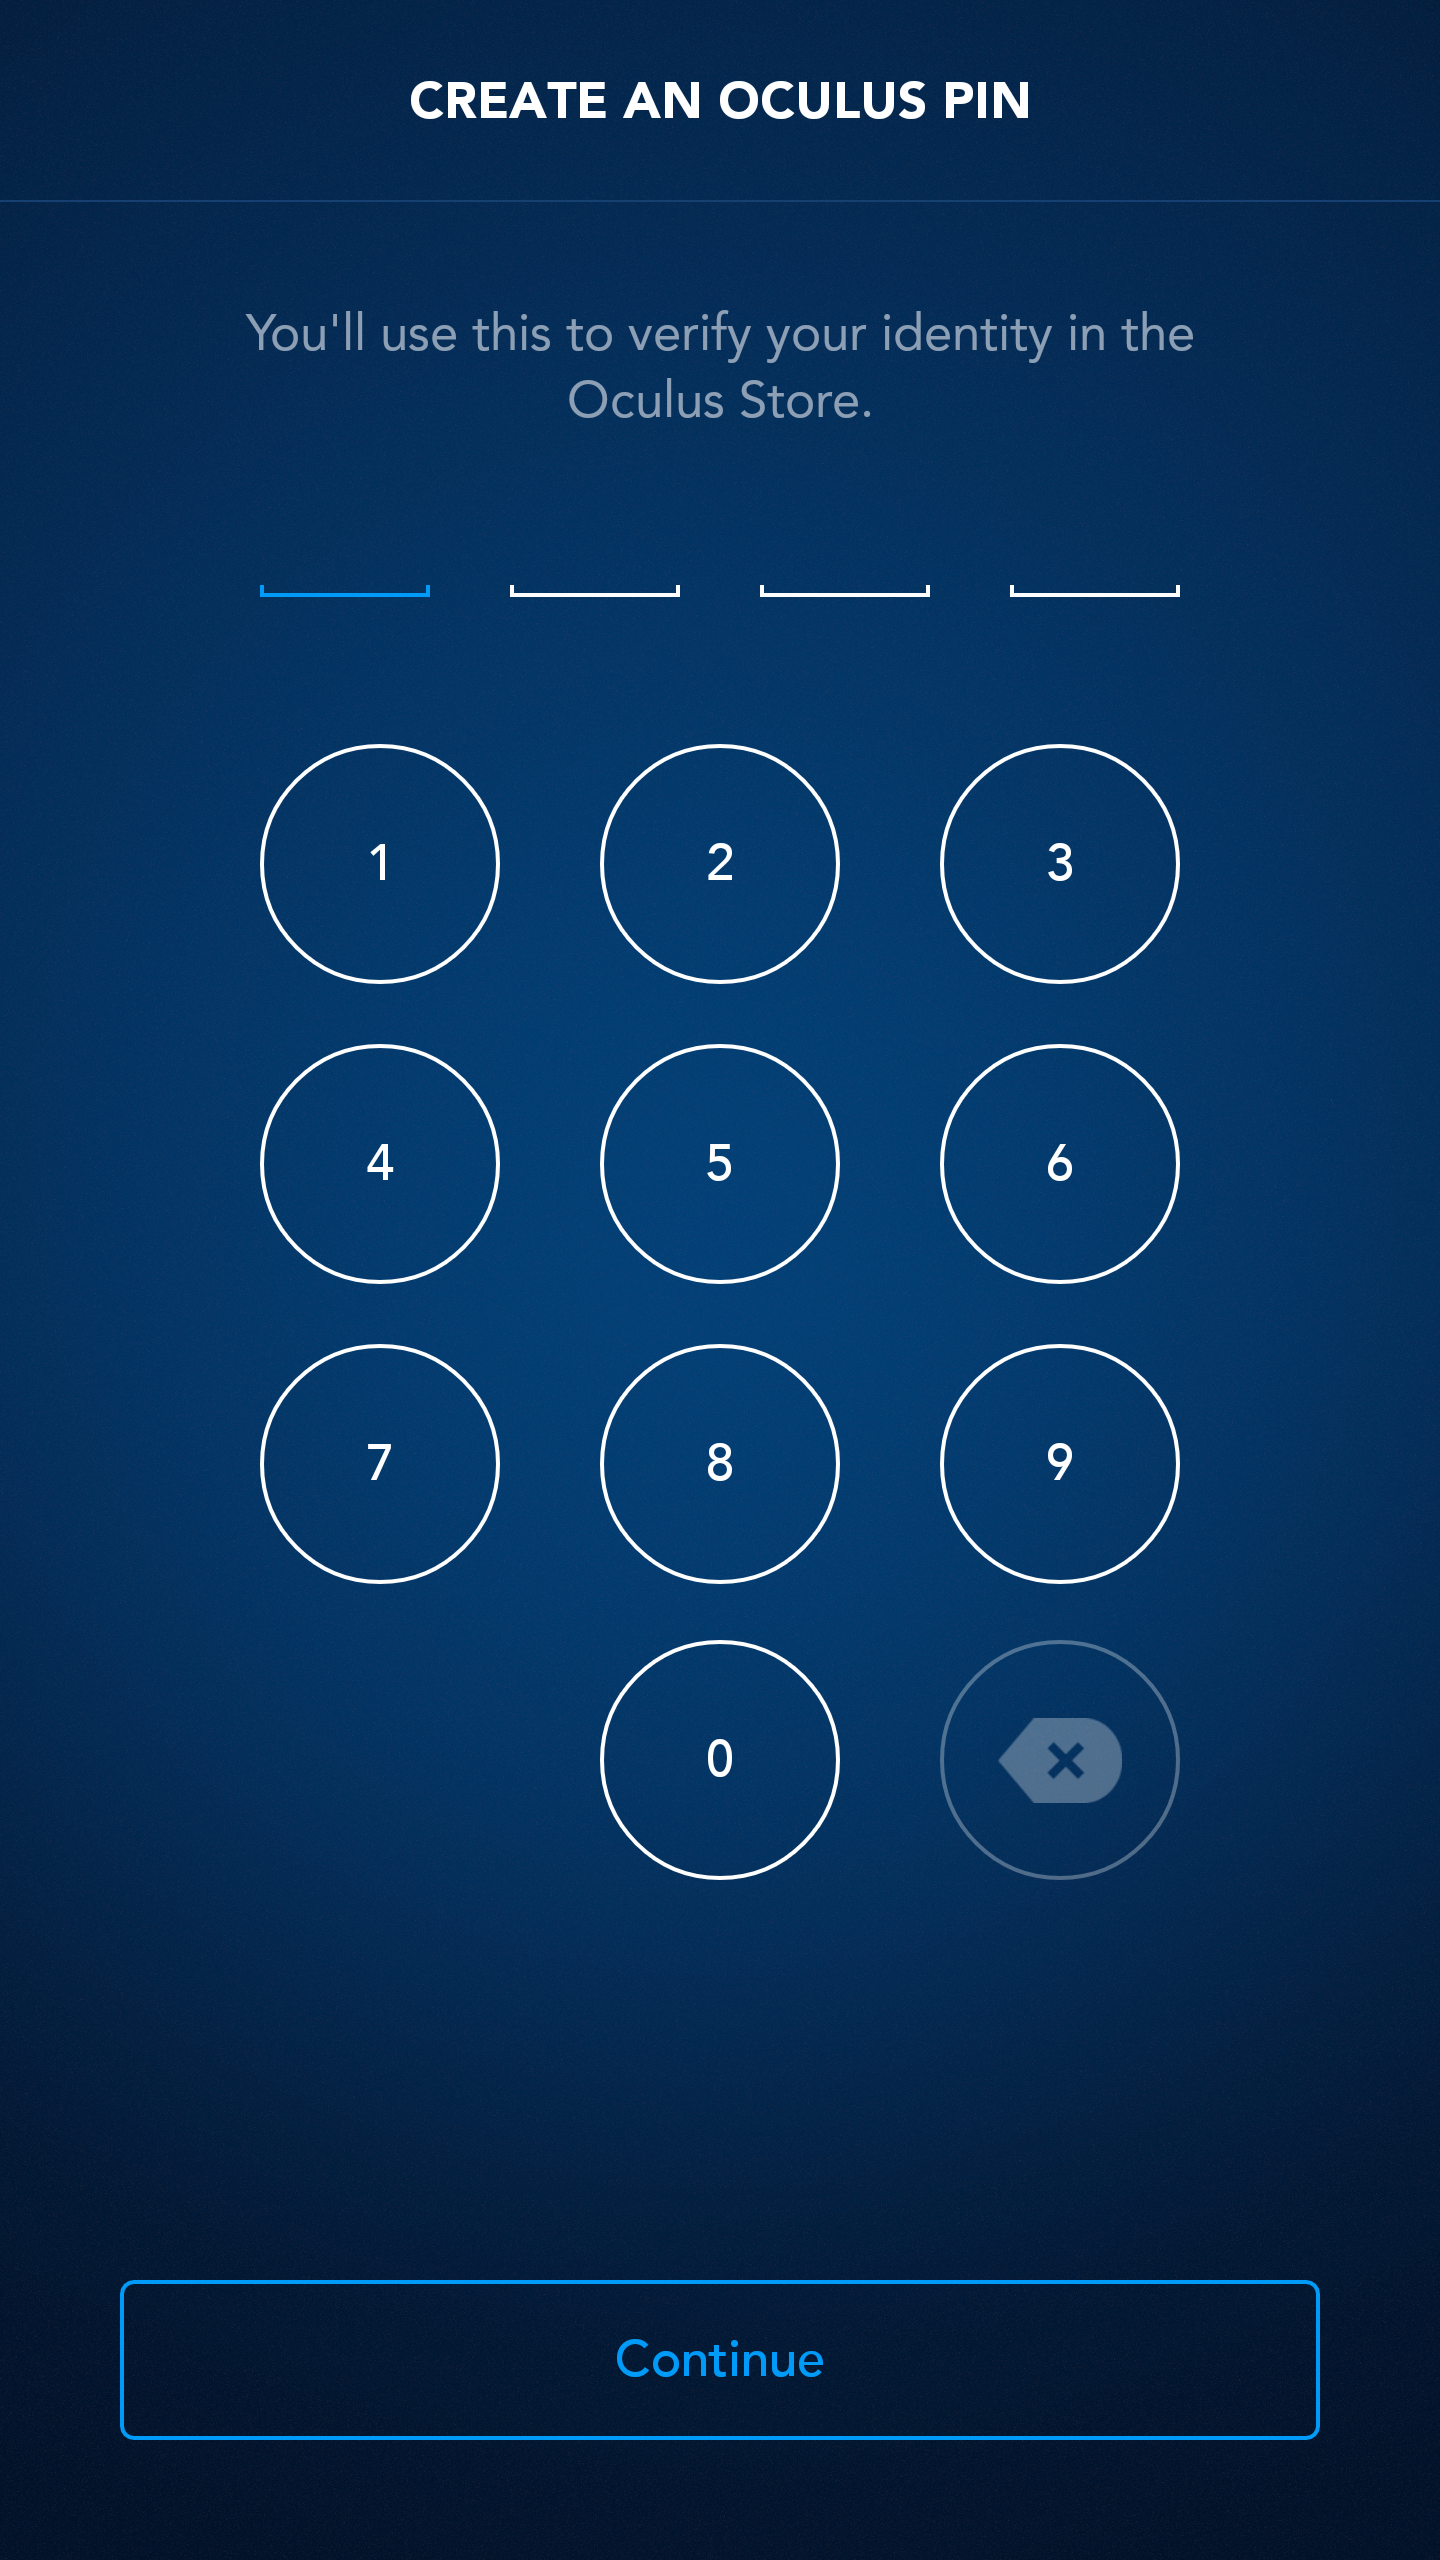 CREATE AN OCULUS PIN
You'll use this to verify your identity in the
Oculus Store.
1 2 3
4 5 6
7 8 9
0
Continue